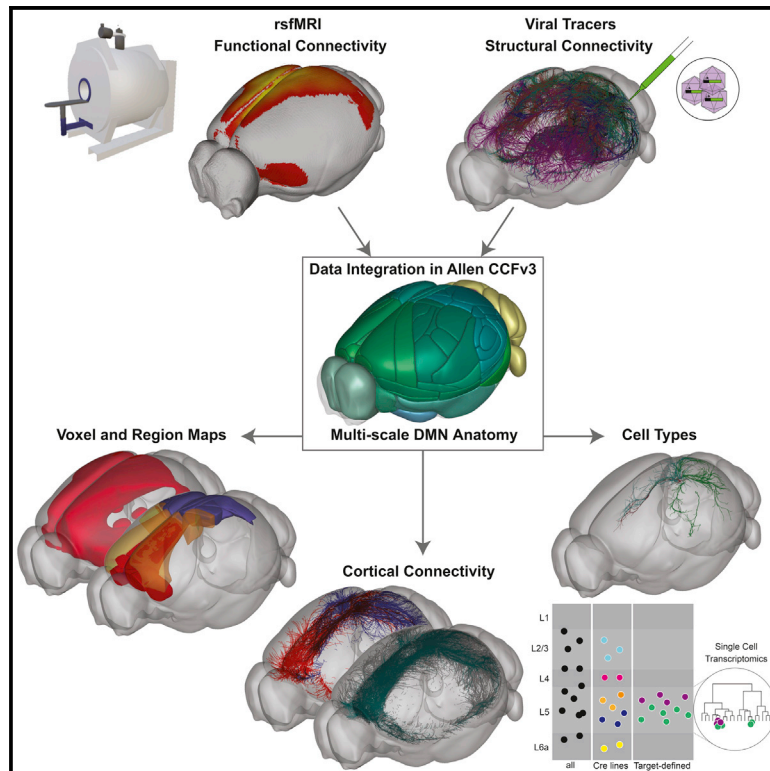 rsfMRI
Functional Connectivity
Viral Tracers
Structural Connectivity
Data Integration in Allen CCFv3
Multi-scale DMN Anatomy
Voxel and Region Maps
Cell Types
Cortical Connectivity
L1
L2/3
L4
L5
L6a
all
Cre lines
Target-defined
Single Cell
Transcriptomics